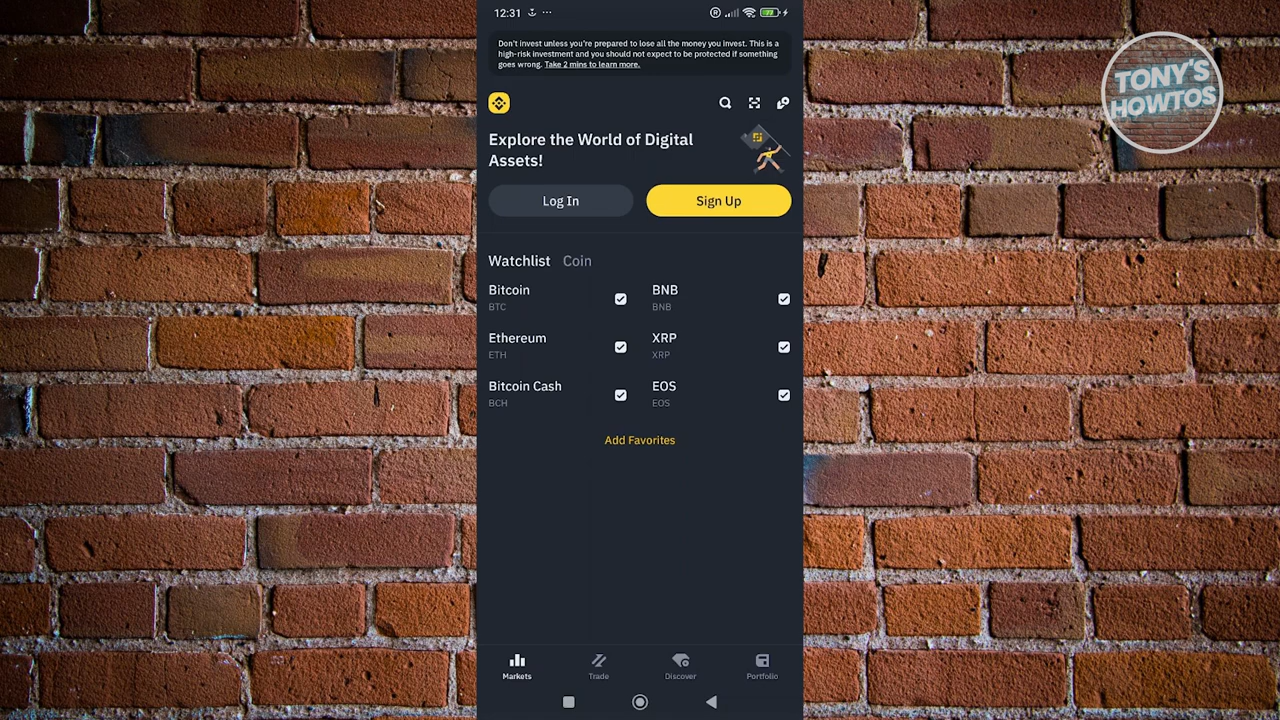 12:31
Don't invest unless you're prepared to lose all the money you invest. This is a
high-risk investment and you should not expect to be protected if something
goes wrong. Take 2 mins to learn more.
TONY'S
HOWTOS
Explore the World of Digital
Assets!
Log In
Sign Up
Watchlist Coin
Bitcoin
BTC
BNB
BNB
Ethereum
ETH
XRP
XRP
Bitcoin Cash
BCH
EOS
EOS
Add Favorites
Markets
Trade
Discover
Portfolio